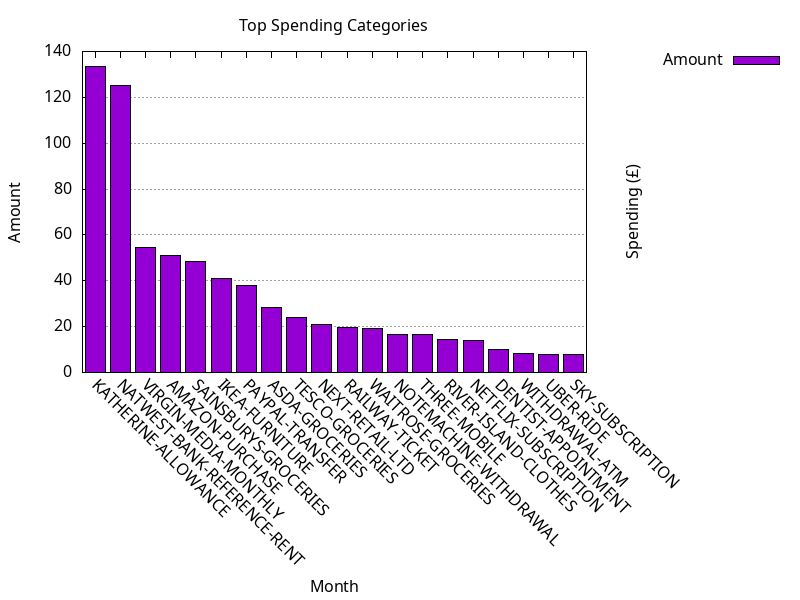 Top Spending Categories
Amount
140
120
100
80
60
40
20
0
Amount
Spending (£)
KATHERINE-ALLOWANCE
NATWEST-BANK-REFERENCE-RENT
VIRGIN-MEDIA-MONTHLY
AMAZON-PURCHASE
SAINSBURYS-GROCERIES
IKEA-FURNITURE
PAYPAL-TRANSFER
ASDA-GROCERIES
TESCO-GROCERIES
NEXT-RETAIL-LTD
RAILWAY-TICKET
WAITROSE-GROCERIES
NOTEMACHINE-WITHDRAWAL
THREE-MOBILE
RIVER-ISLAND-CLOTHES
NETFLIX-SUBSCRIPTION
DENTIST-APPOINTMENT
WITHDRAWAL-ATM
UBER-RIDE
SKY-SUBSCRIPTION
Month